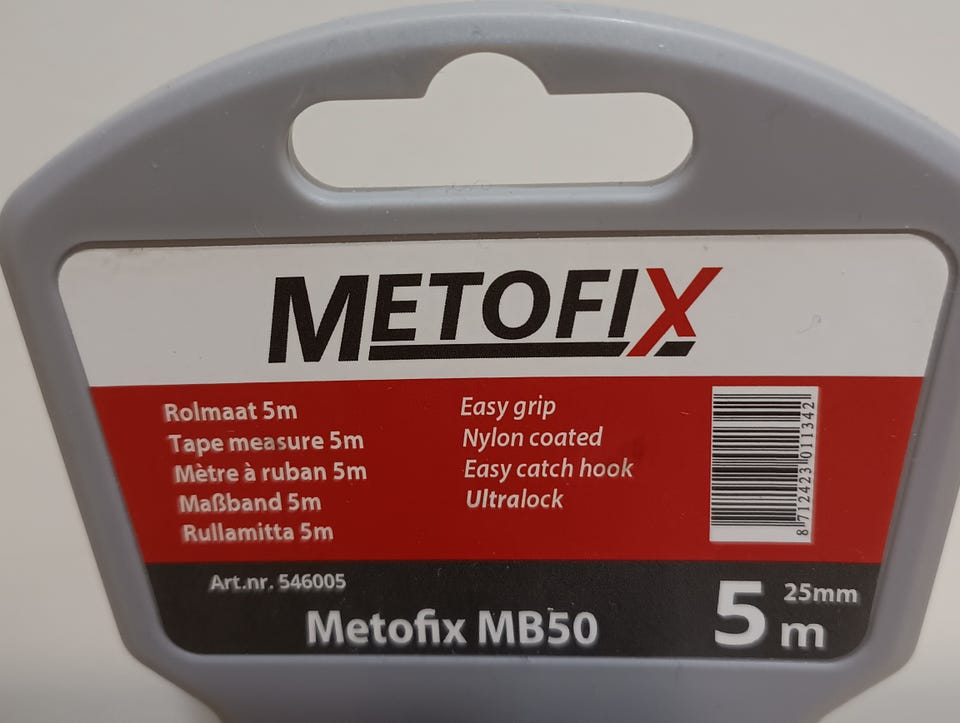 METOFIX
Rolmaat 5m
Tape measure 5m
Mètre à ruban 5m
Maßband 5m
Rullamitta 5m
Easy grip
Nylon coated
Easy catch hook
Ultralock
8 712423 011342
Art.nr. 546005
Metofix MB50
5 m
25mm